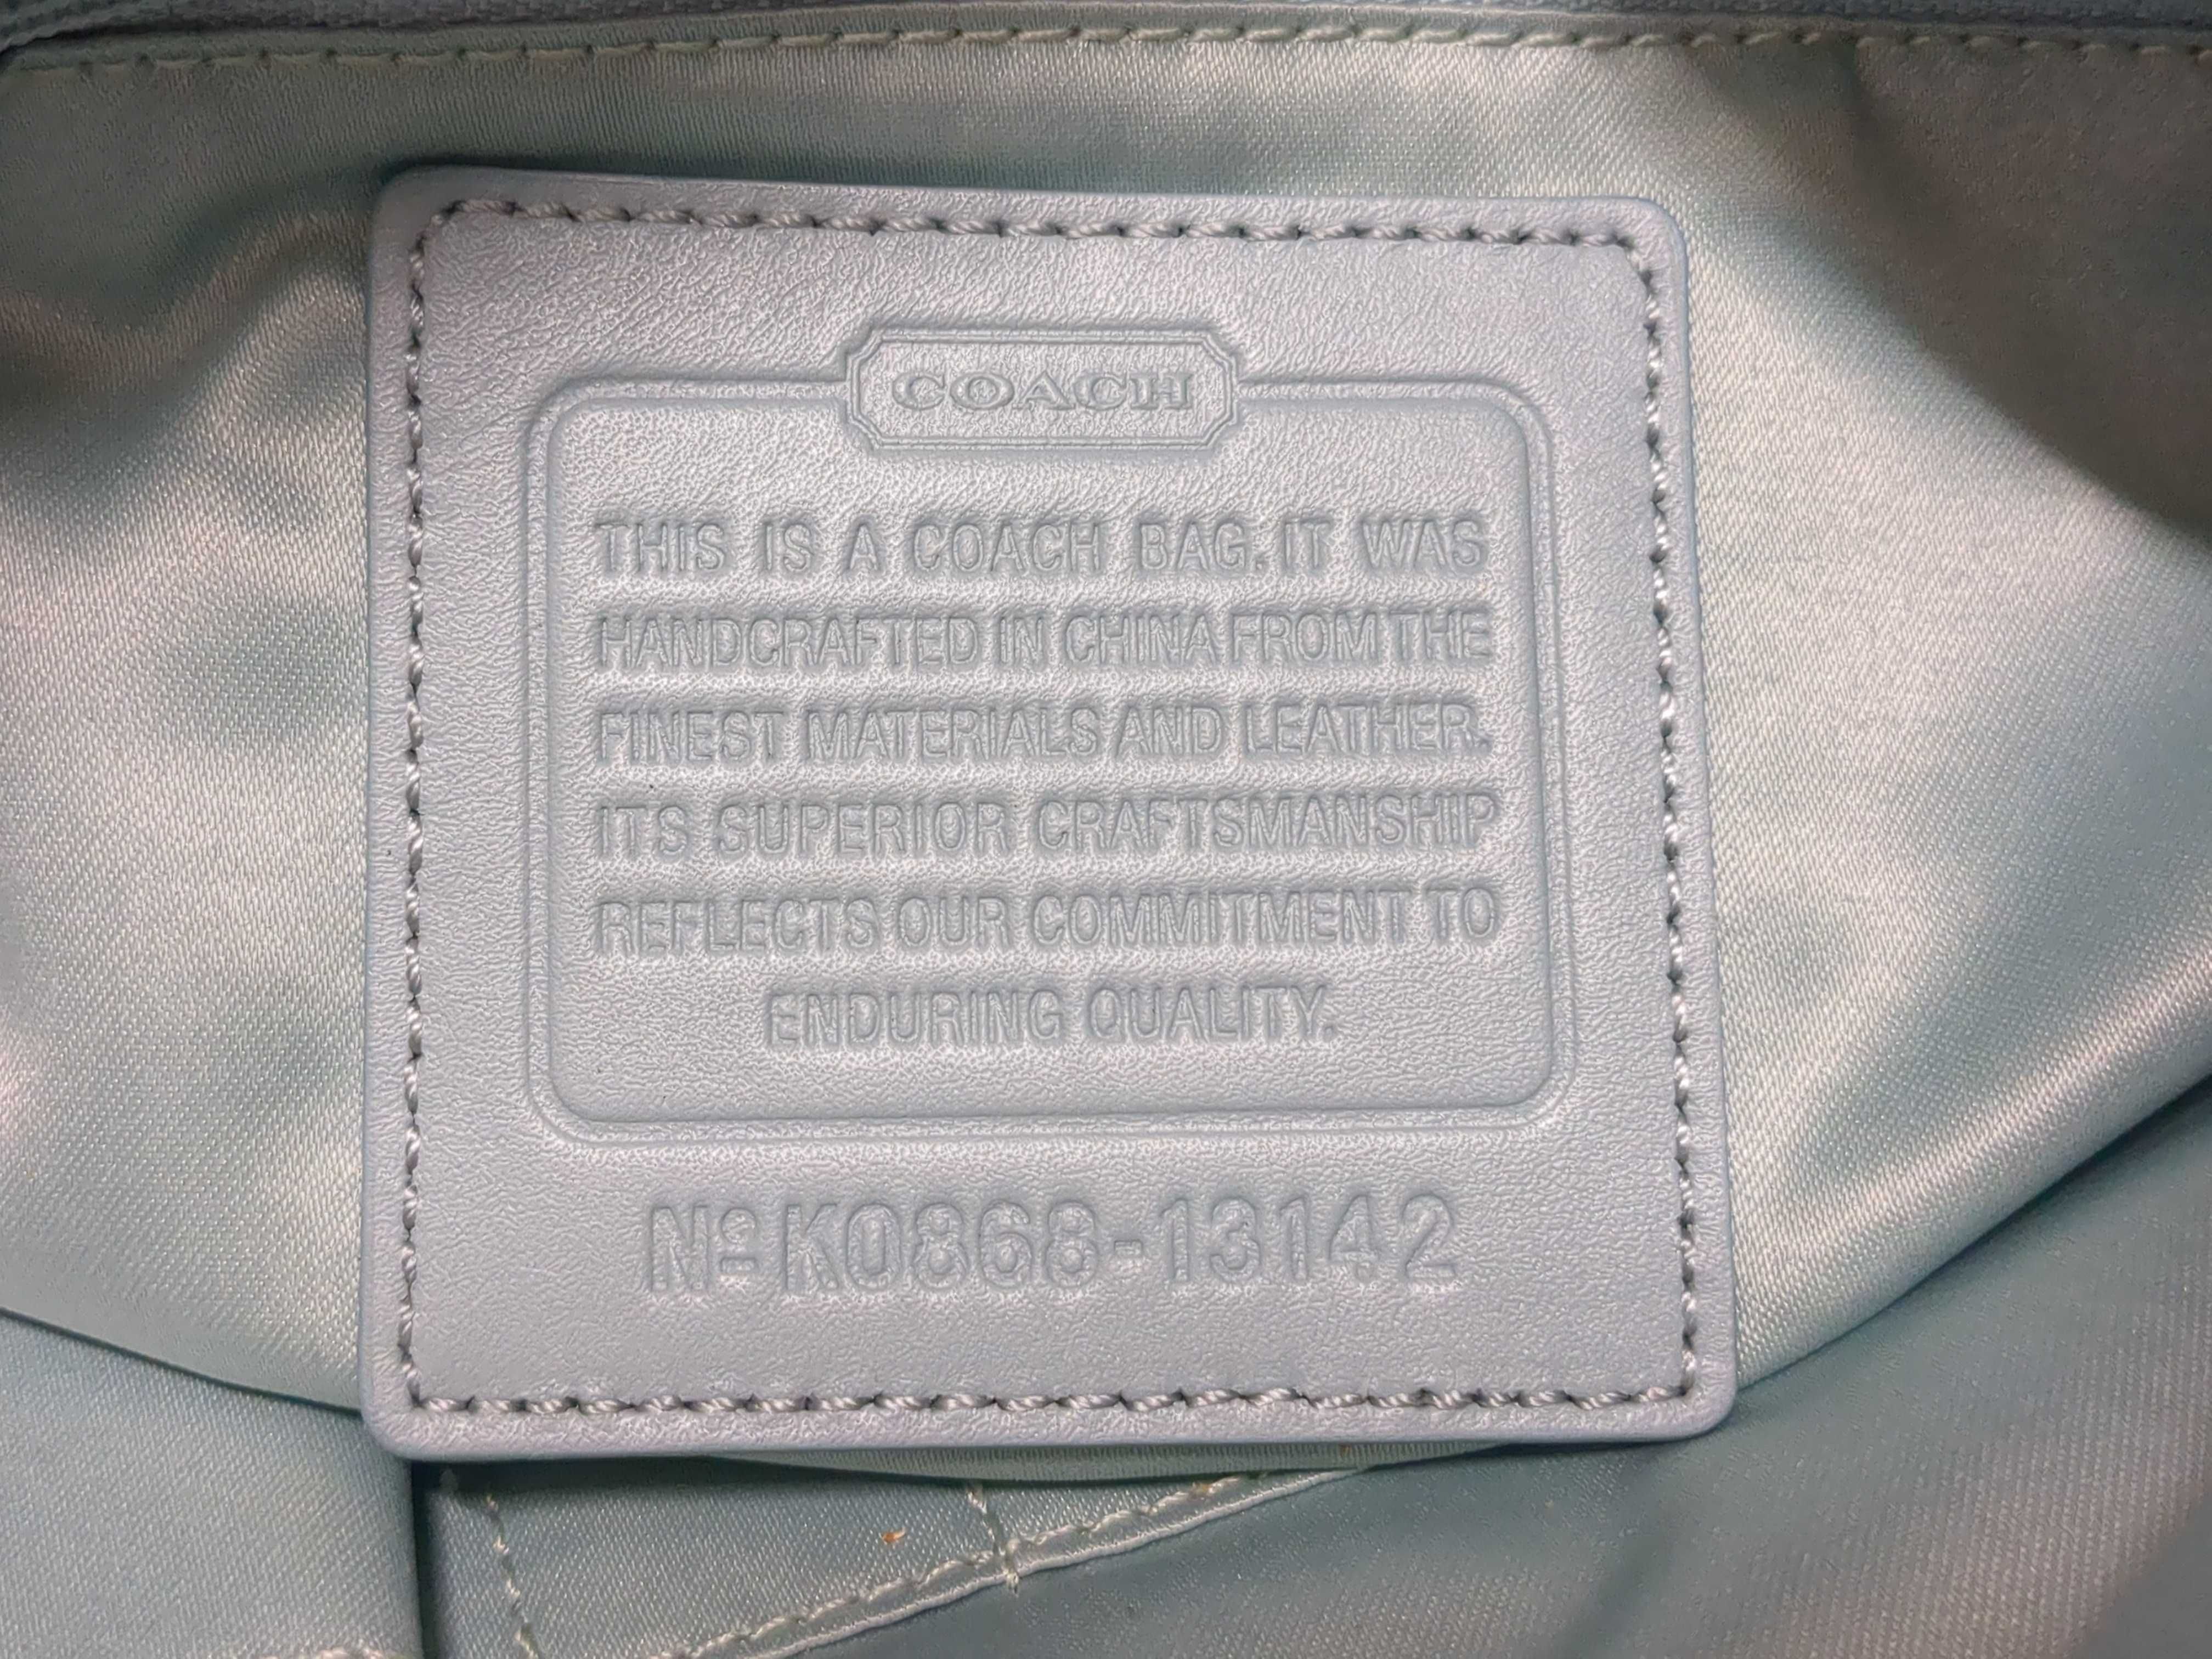 COACH
THIS IS A COACH BAG. IT WAS
HANDCRAFTED IN CHINA FROM THE
FINEST MATERIALS AND LEATHER.
ITS SUPERIOR CRAFTSMANSHIP
REFLECTS OUR COMMITMENT TO
ENDURING QUALITY.
Nº K0868-13142